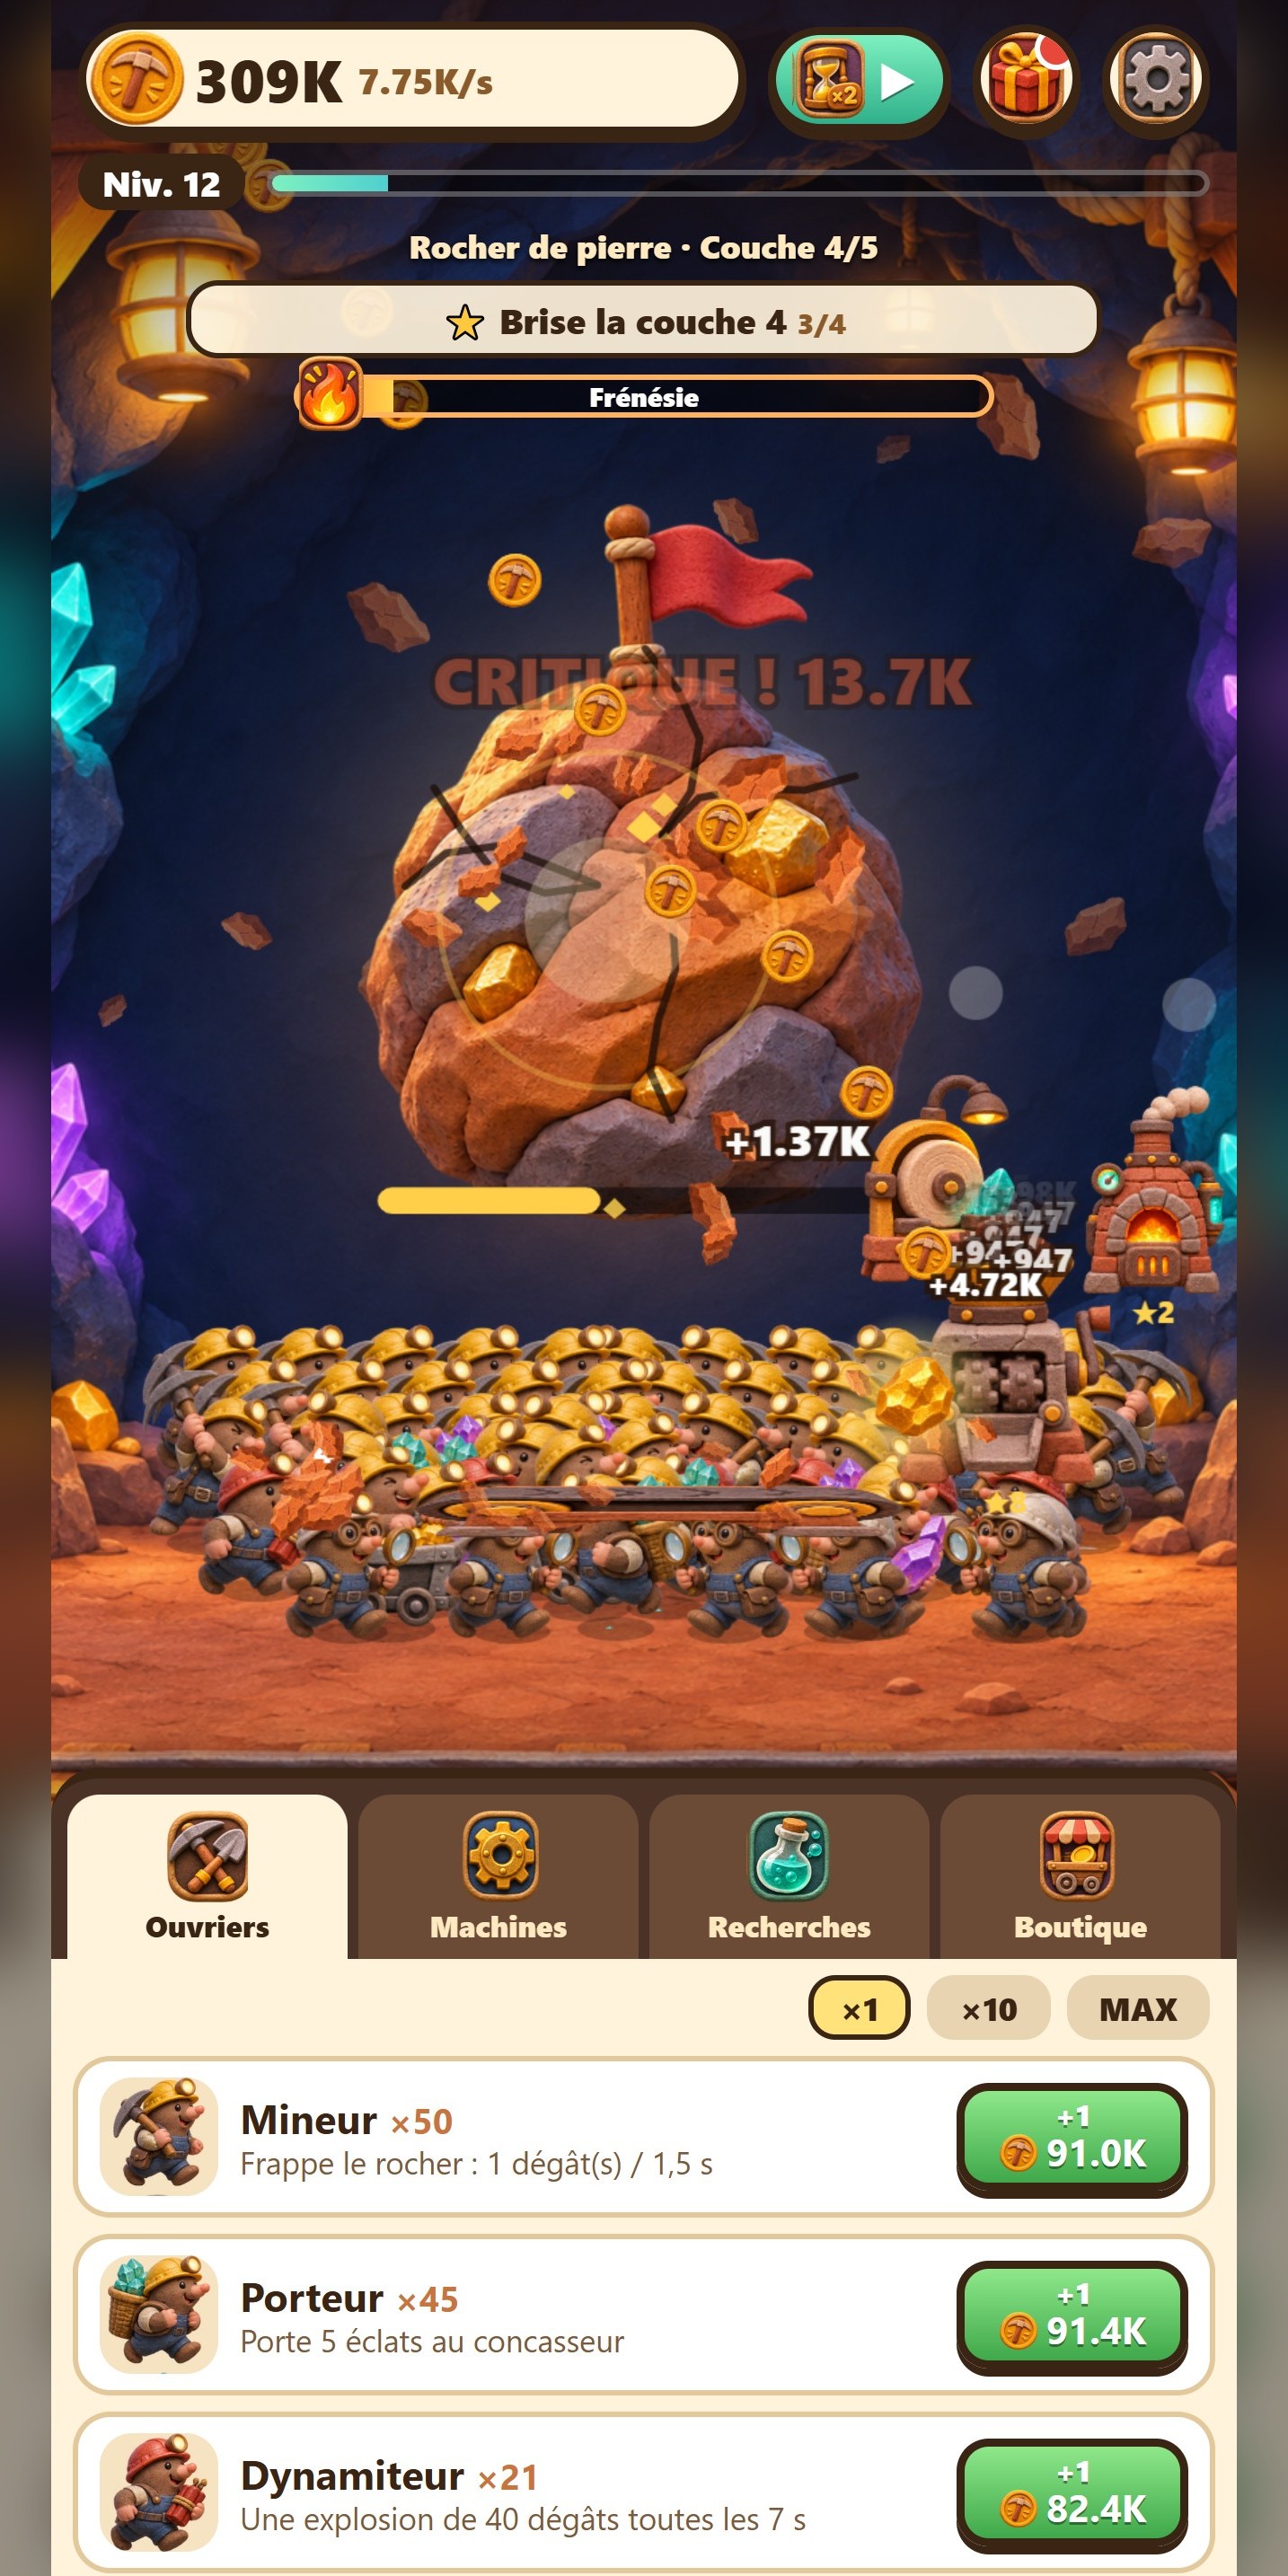 309K 7.75K/s
×2
Niv. 12
Rocher de pierre · Couche 4/5
Brise la couche 4 3/4
Frénésie
CRITIQUE ! 13.7K
+1.37K
+947
+4.72K
★2
Ouvriers
Machines
Recherches
Boutique
×1
×10
MAX
Mineur ×50
Frappe le rocher : 1 dégât(s) / 1,5 s
+1
91.0K
Porteur ×45
Porte 5 éclats au concasseur
+1
91.4K
Dynamiteur ×21
Une explosion de 40 dégâts toutes les 7 s
+1
82.4K